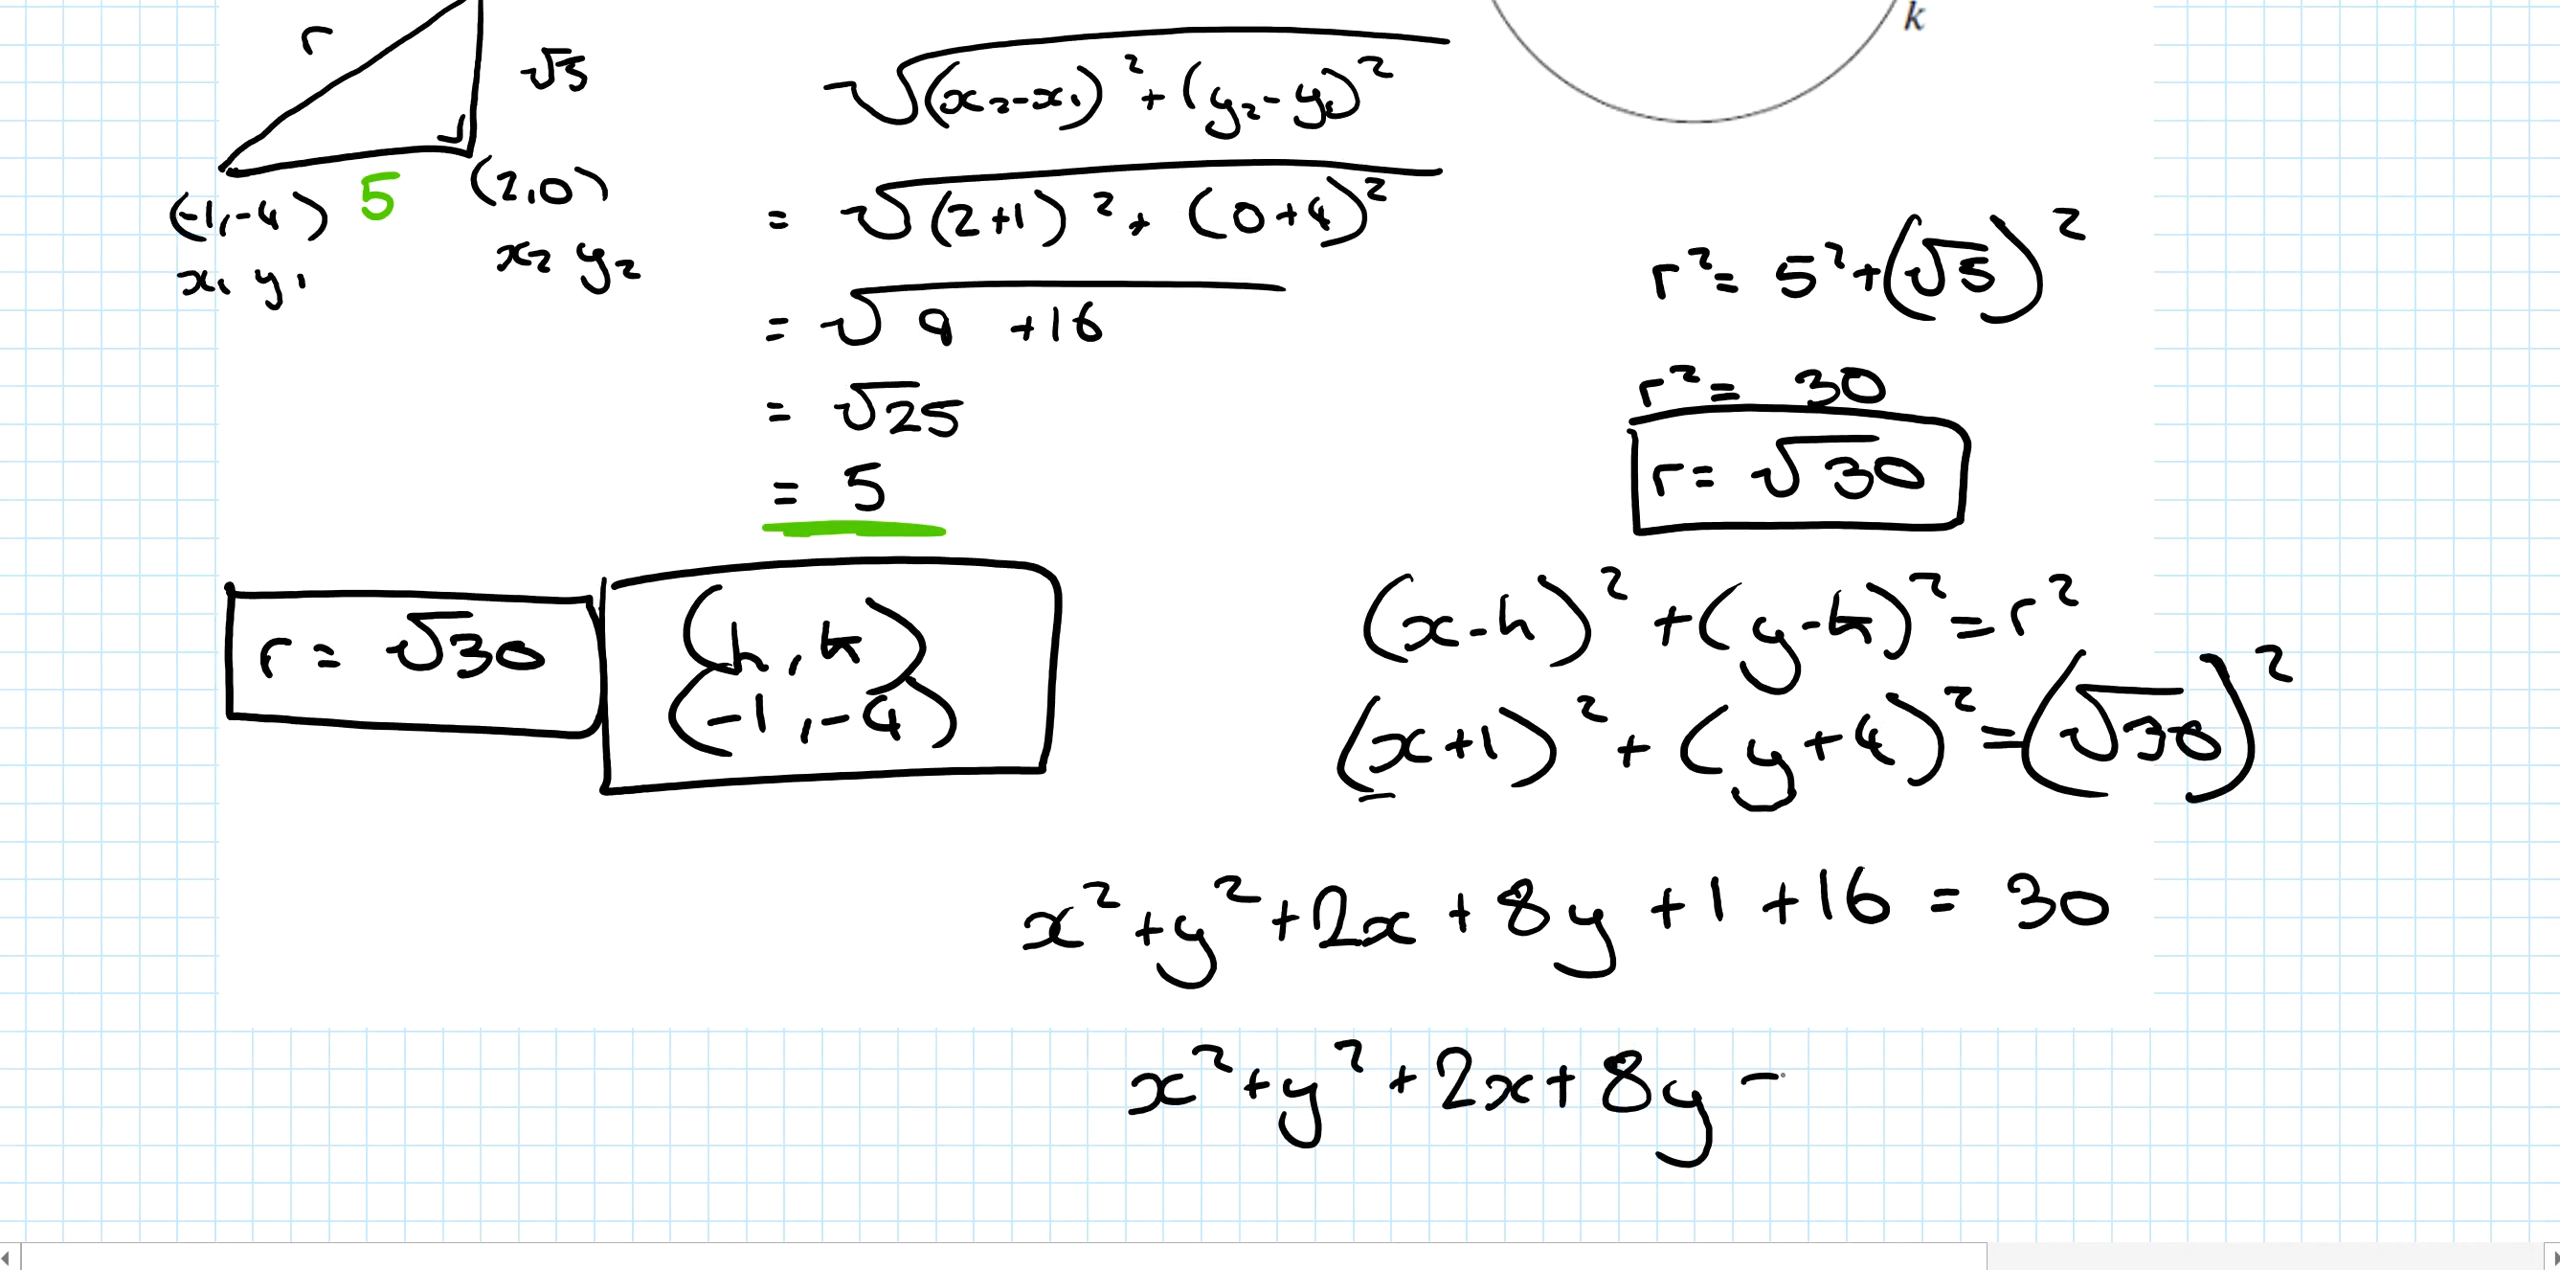 r
√5
(-1,-4) 5 (2,0)
x₁ y₁ x₂ y₂
√(x₂-x₁)² + (y₂-y₁)²
= √(2+1)² + (0+4)²
= √9 +16
= √25
= 5
k
r² = 5² + (√5)²
r² = 30
r = √30
r = √30
(h, k)
(-1, -4)
(x-h)² + (y-k)² = r²
(x+1)² + (y+4)² = (√30)²
x² + y² + 2x + 8y + 1 + 16 = 30
x² + y² + 2x + 8y -